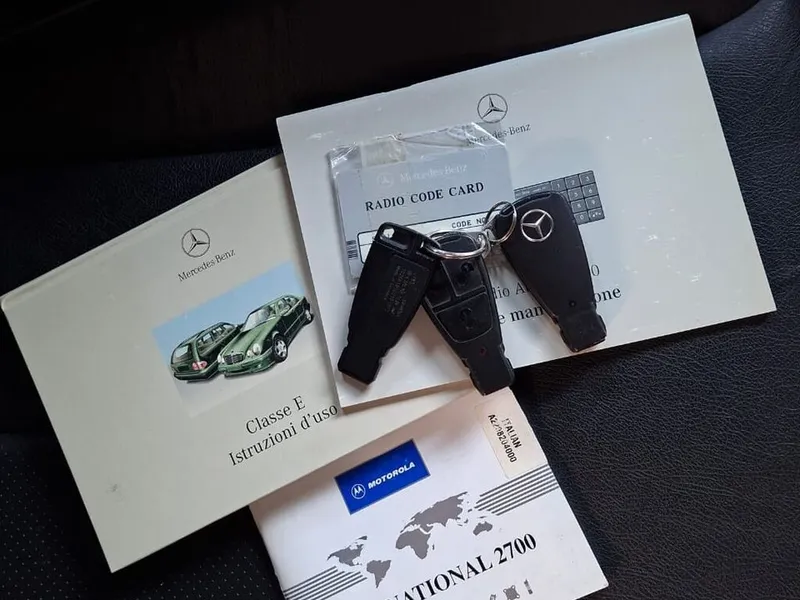 Mercedes-Benz
Mercedes-Benz
RADIO CODE CARD
CODE NO
Mercedes-Benz
Classe E
Istruzioni d'uso
ITALIAN
MOTOROLA
NATIONAL 2700